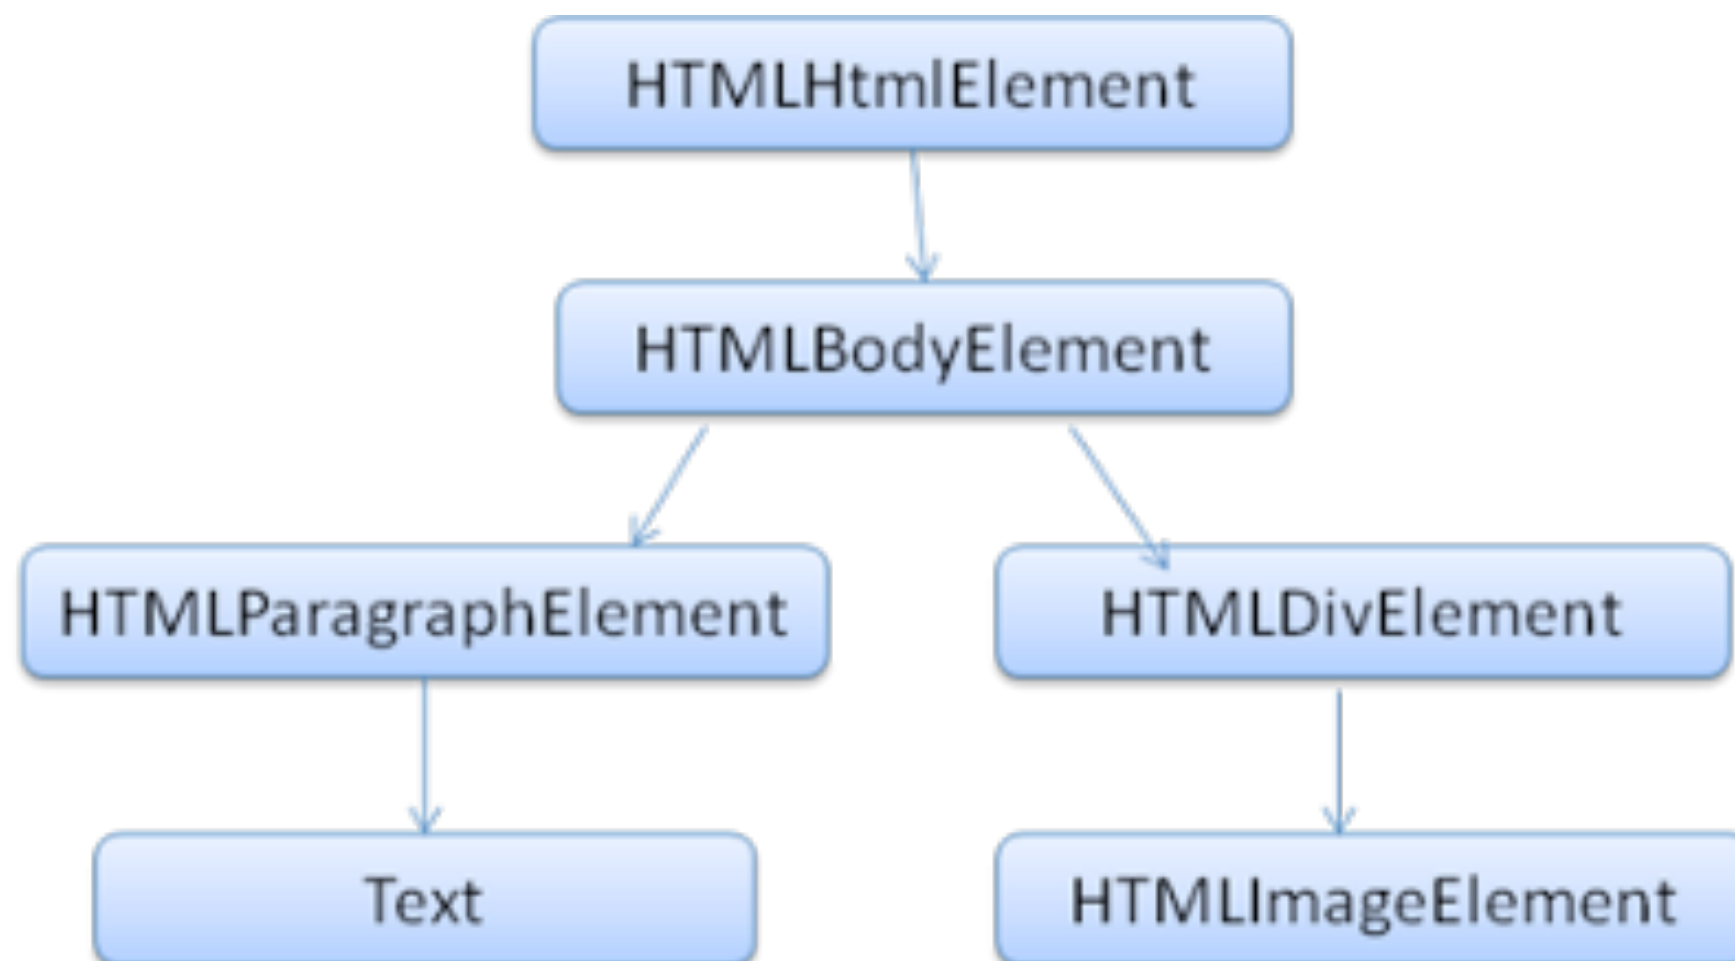 HTMLHtmlElement
HTMLBodyElement
HTMLParagraphElement
HTMLDivElement
Text
HTMLImageElement